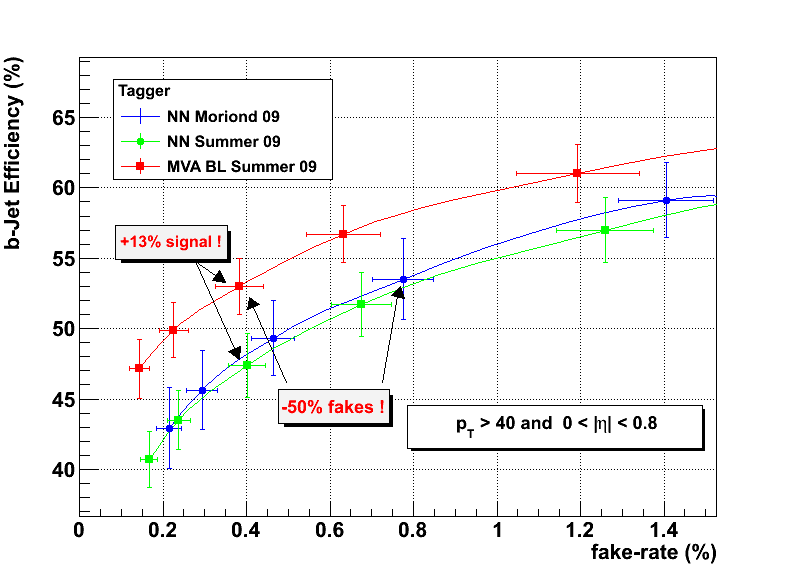 b-Jet Efficiency (%)
65
60
55
50
45
40
Tagger
NN Moriond 09
NN Summer 09
MVA BL Summer 09
+13% signal !
-50% fakes !
pT > 40 and 0 < |η| < 0.8
0 0.2 0.4 0.6 0.8 1 1.2 1.4
fake-rate (%)